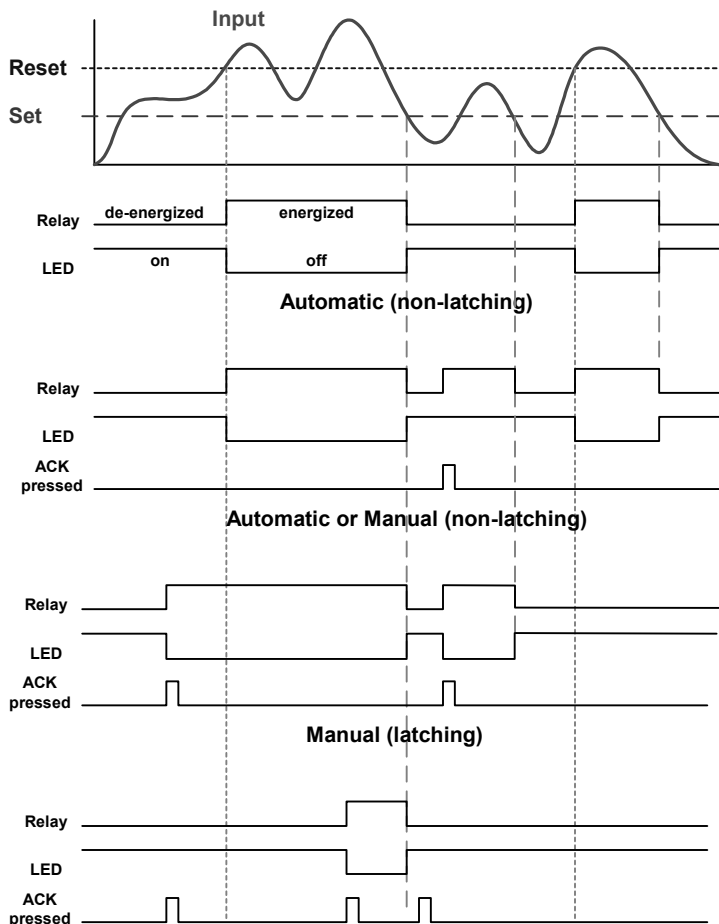 Input
Reset
Set
de-energized energized
Relay
on off
LED
Automatic (non-latching)
Relay
LED
ACK
pressed
Automatic or Manual (non-latching)
Relay
LED
ACK
pressed
Manual (latching)
Relay
LED
ACK
pressed